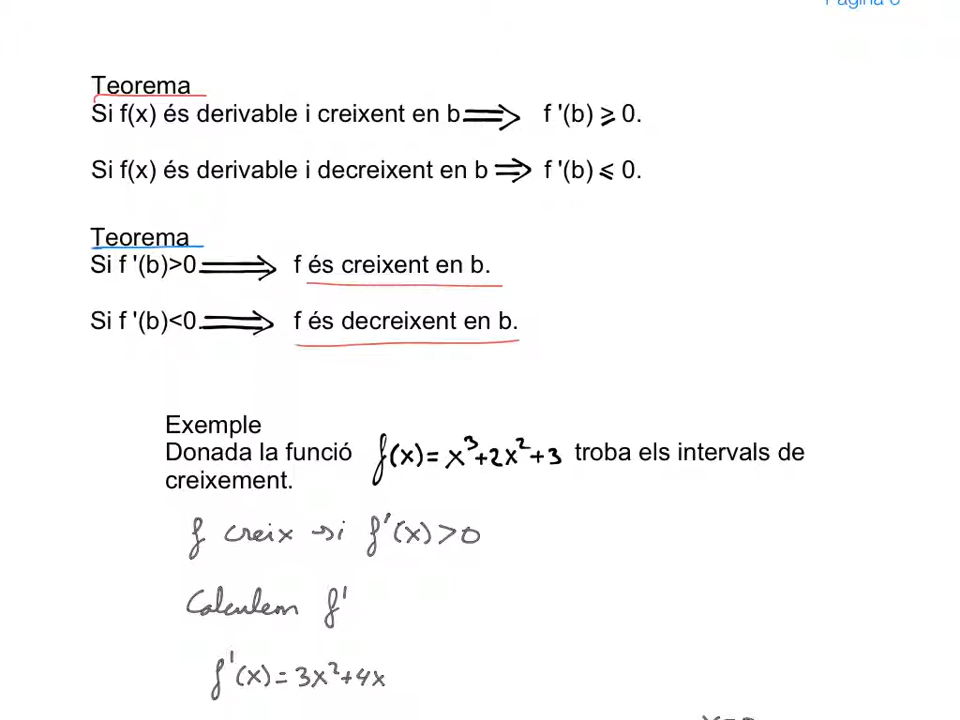 Teorema
Si f(x) és derivable i creixent en b ⟹ f '(b) ⩾ 0.
Si f(x) és derivable i decreixent en b ⟹ f '(b) ⩽ 0.
Teorema
Si f '(b)>0 ⟹ f és creixent en b.
Si f '(b)<0 ⟹ f és decreixent en b.
Exemple
Donada la funció f(x) = x³+2x²+3 troba els intervals de
creixement.
f creix si f'(x) > 0
Calculem f'
f'(x) = 3x²+4x